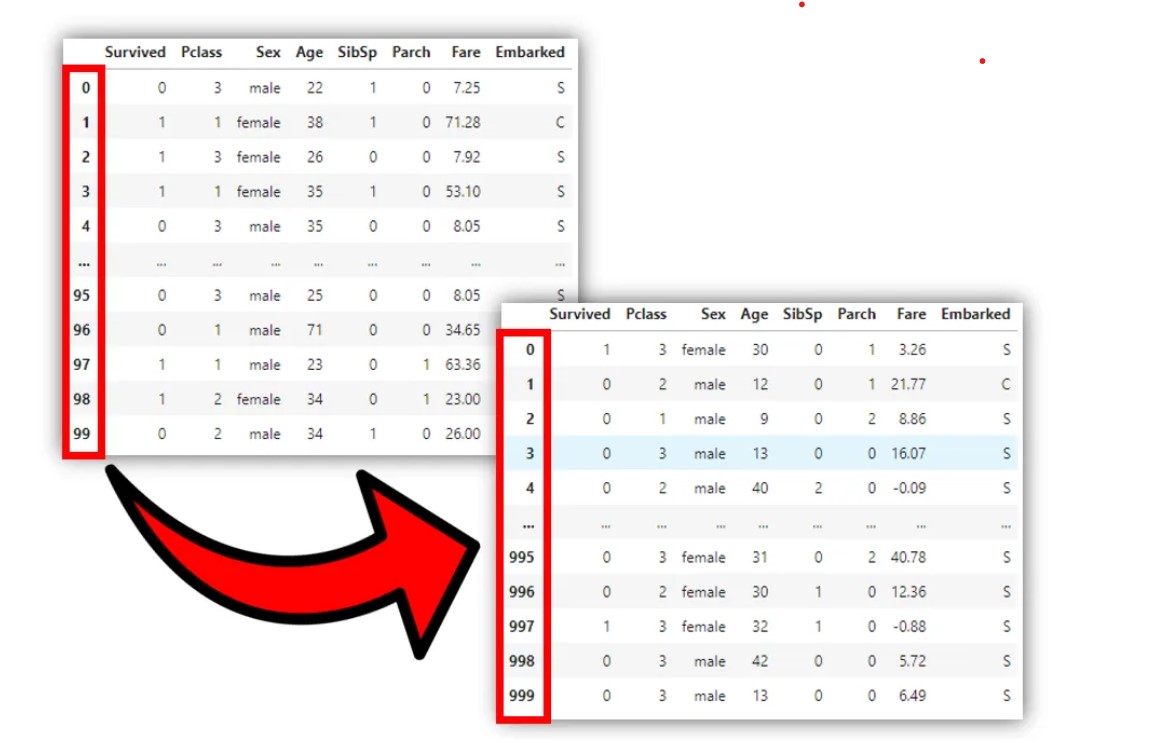 Survived Pclass Sex Age SibSp Parch Fare Embarked
0 0 3 male 22 1 0 7.25 S
1 1 1 female 38 1 0 71.28 C
2 1 3 female 26 0 0 7.92 S
3 1 1 female 35 1 0 53.10 S
4 0 3 male 35 0 0 8.05 S
... ... ... ... ... ... ... ... ...
95 0 3 male 25 0 0 8.05 S
96 0 1 male 71 0 0 34.65
97 1 1 male 23 0 1 63.36
98 1 2 female 34 0 1 23.00
99 0 2 male 34 1 0 26.00
Survived Pclass Sex Age SibSp Parch Fare Embarked
0 1 3 female 30 0 1 3.26 S
1 0 2 male 12 0 1 21.77 C
2 0 1 male 9 0 2 8.86 S
3 0 3 male 13 0 0 16.07 S
4 0 2 male 40 2 0 -0.09 S
... ... ... ... ... ... ... ... ...
995 0 3 female 31 0 2 40.78 S
996 0 2 female 30 1 0 12.36 S
997 1 3 female 32 1 0 -0.88 S
998 0 3 male 42 0 0 5.72 S
999 0 3 male 13 0 0 6.49 S